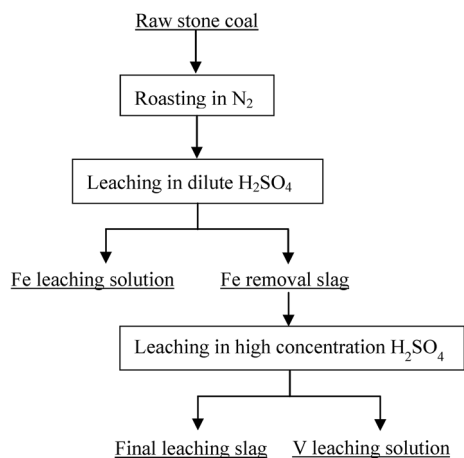 Raw stone coal
Roasting in N₂
Leaching in dilute H₂SO₄
Fe leaching solution
Fe removal slag
Leaching in high concentration H₂SO₄
Final leaching slag
V leaching solution